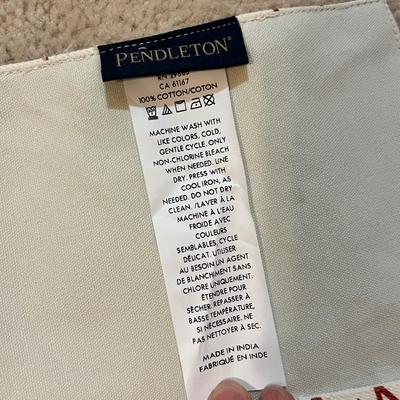 PENDLETON®
RN 29685
CA 61167
100% COTTON/COTON
MACHINE WASH WITH
LIKE COLORS, COLD,
GENTLE CYCLE. ONLY
NON-CHLORINE BLEACH
WHEN NEEDED. LINE
DRY. PRESS WITH
COOL IRON, AS
NEEDED. DO NOT DRY
CLEAN. /LAVER À LA
MACHINE À L'EAU
FROIDE AVEC
COULEURS
SEMBLABLES, CYCLE
DÉLICAT. UTILISER
AU BESOIN UN AGENT
DE BLANCHIMENT SANS
CHLORE UNIQUEMENT.
ÉTENDRE POUR
SÉCHER. REPASSER À
BASSE TEMPÉRATURE,
SI NÉCESSAIRE. NE
PAS NETTOYER À SEC.
MADE IN INDIA
FABRIQUÉ EN INDE